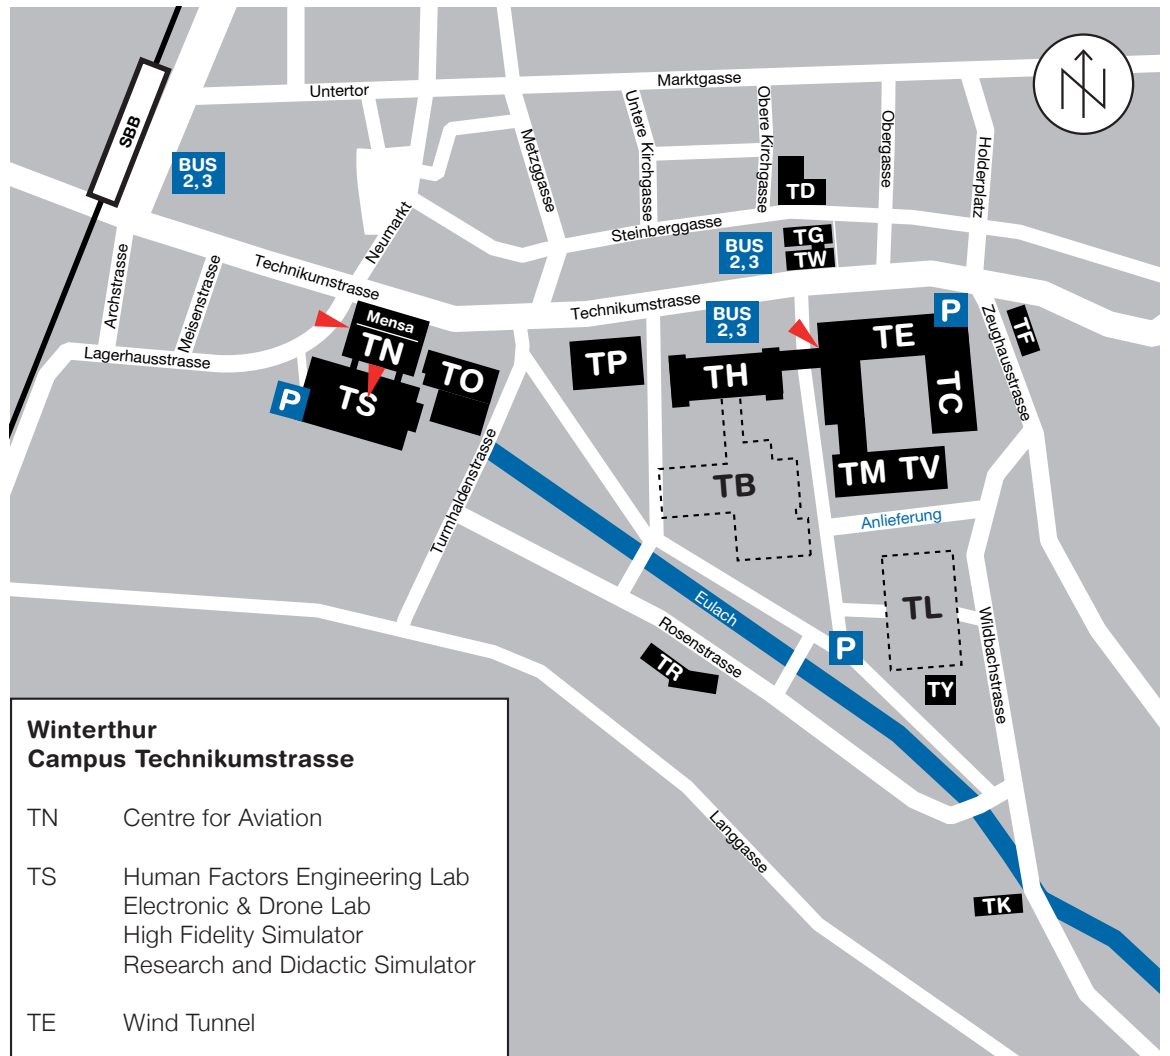 Untertor
Marktgasse
SBB
BUS
2, 3
Metzggasse
Untere Kirchgasse
Obere Kirchgasse
Obergasse
Holderplatz
TD
Neumarkt
Steinberggasse
BUS
2, 3
TG
TW
Archstrasse
Meisenstrasse
Technikumstrasse
Technikumstrasse
BUS
2, 3
P
Zeughausstrasse
TF
Mensa
TN
TE
Lagerhausstrasse
TO
TP
TH
TC
P
TS
Turmhaldenstrasse
TM TV
TB
Anlieferung
Eulach
TL
Rosenstrasse
Wildbachstrasse
P
TR
TY
Langgasse
TK
N
Winterthur
Campus Technikumstrasse
TN Centre for Aviation
TS Human Factors Engineering Lab
Electronic & Drone Lab
High Fidelity Simulator
Research and Didactic Simulator
TE Wind Tunnel